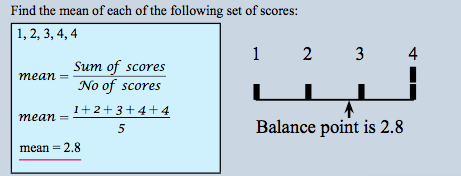 Find the mean of each of the following set of scores:
1, 2, 3, 4, 4
mean = Sum of scores / No of scores
mean = 1 + 2 + 3 + 4 + 4 / 5
mean = 2.8
1 2 3 4
Balance point is 2.8